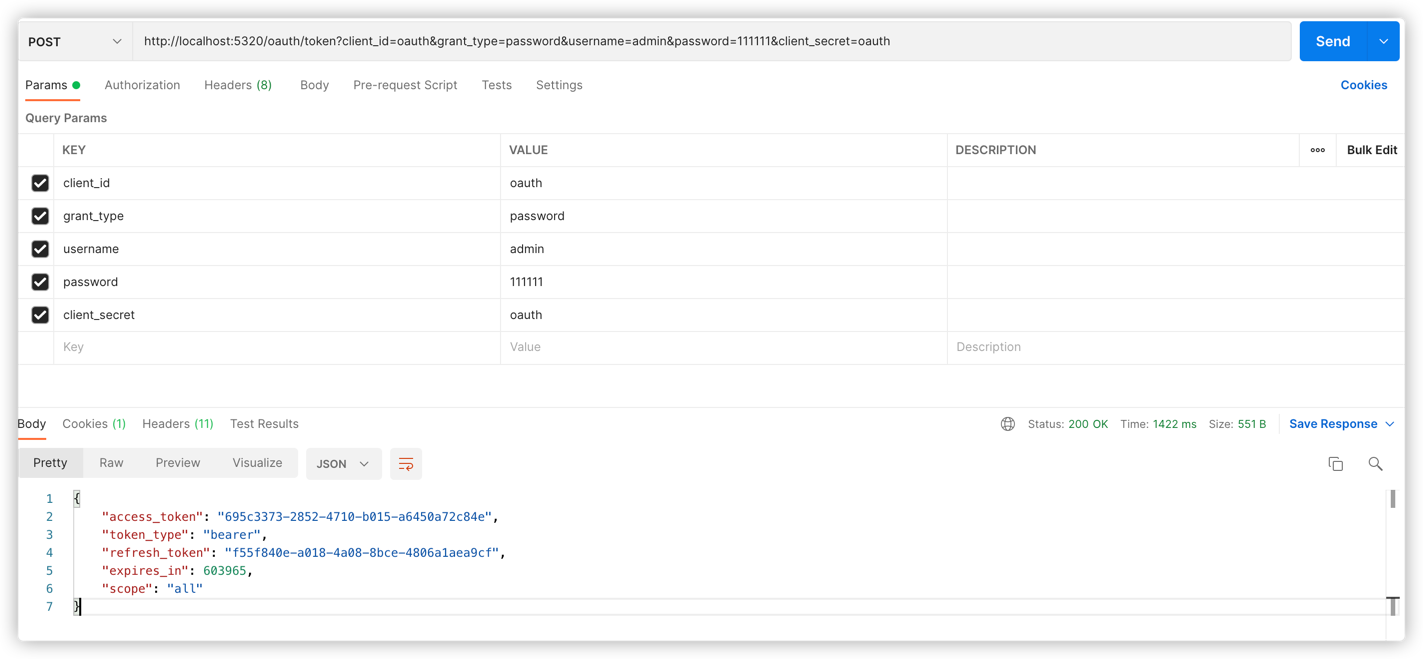 POST http://localhost:5320/oauth/token?client_id=oauth&grant_type=password&username=admin&password=111111&client_secret=oauth Send
Params Authorization Headers (8) Body Pre-request Script Tests Settings Cookies
Query Params
KEY VALUE DESCRIPTION Bulk Edit
client_id oauth
grant_type password
username admin
password 111111
client_secret oauth
Key Value Description
Body Cookies (1) Headers (11) Test Results Status: 200 OK Time: 1422 ms Size: 551 B Save Response
Pretty Raw Preview Visualize JSON
1 {
2 "access_token": "695c3373-2852-4710-b015-a6450a72c84e",
3 "token_type": "bearer",
4 "refresh_token": "f55f840e-a018-4a08-8bce-4806a1aea9cf",
5 "expires_in": 603965,
6 "scope": "all"
7 }